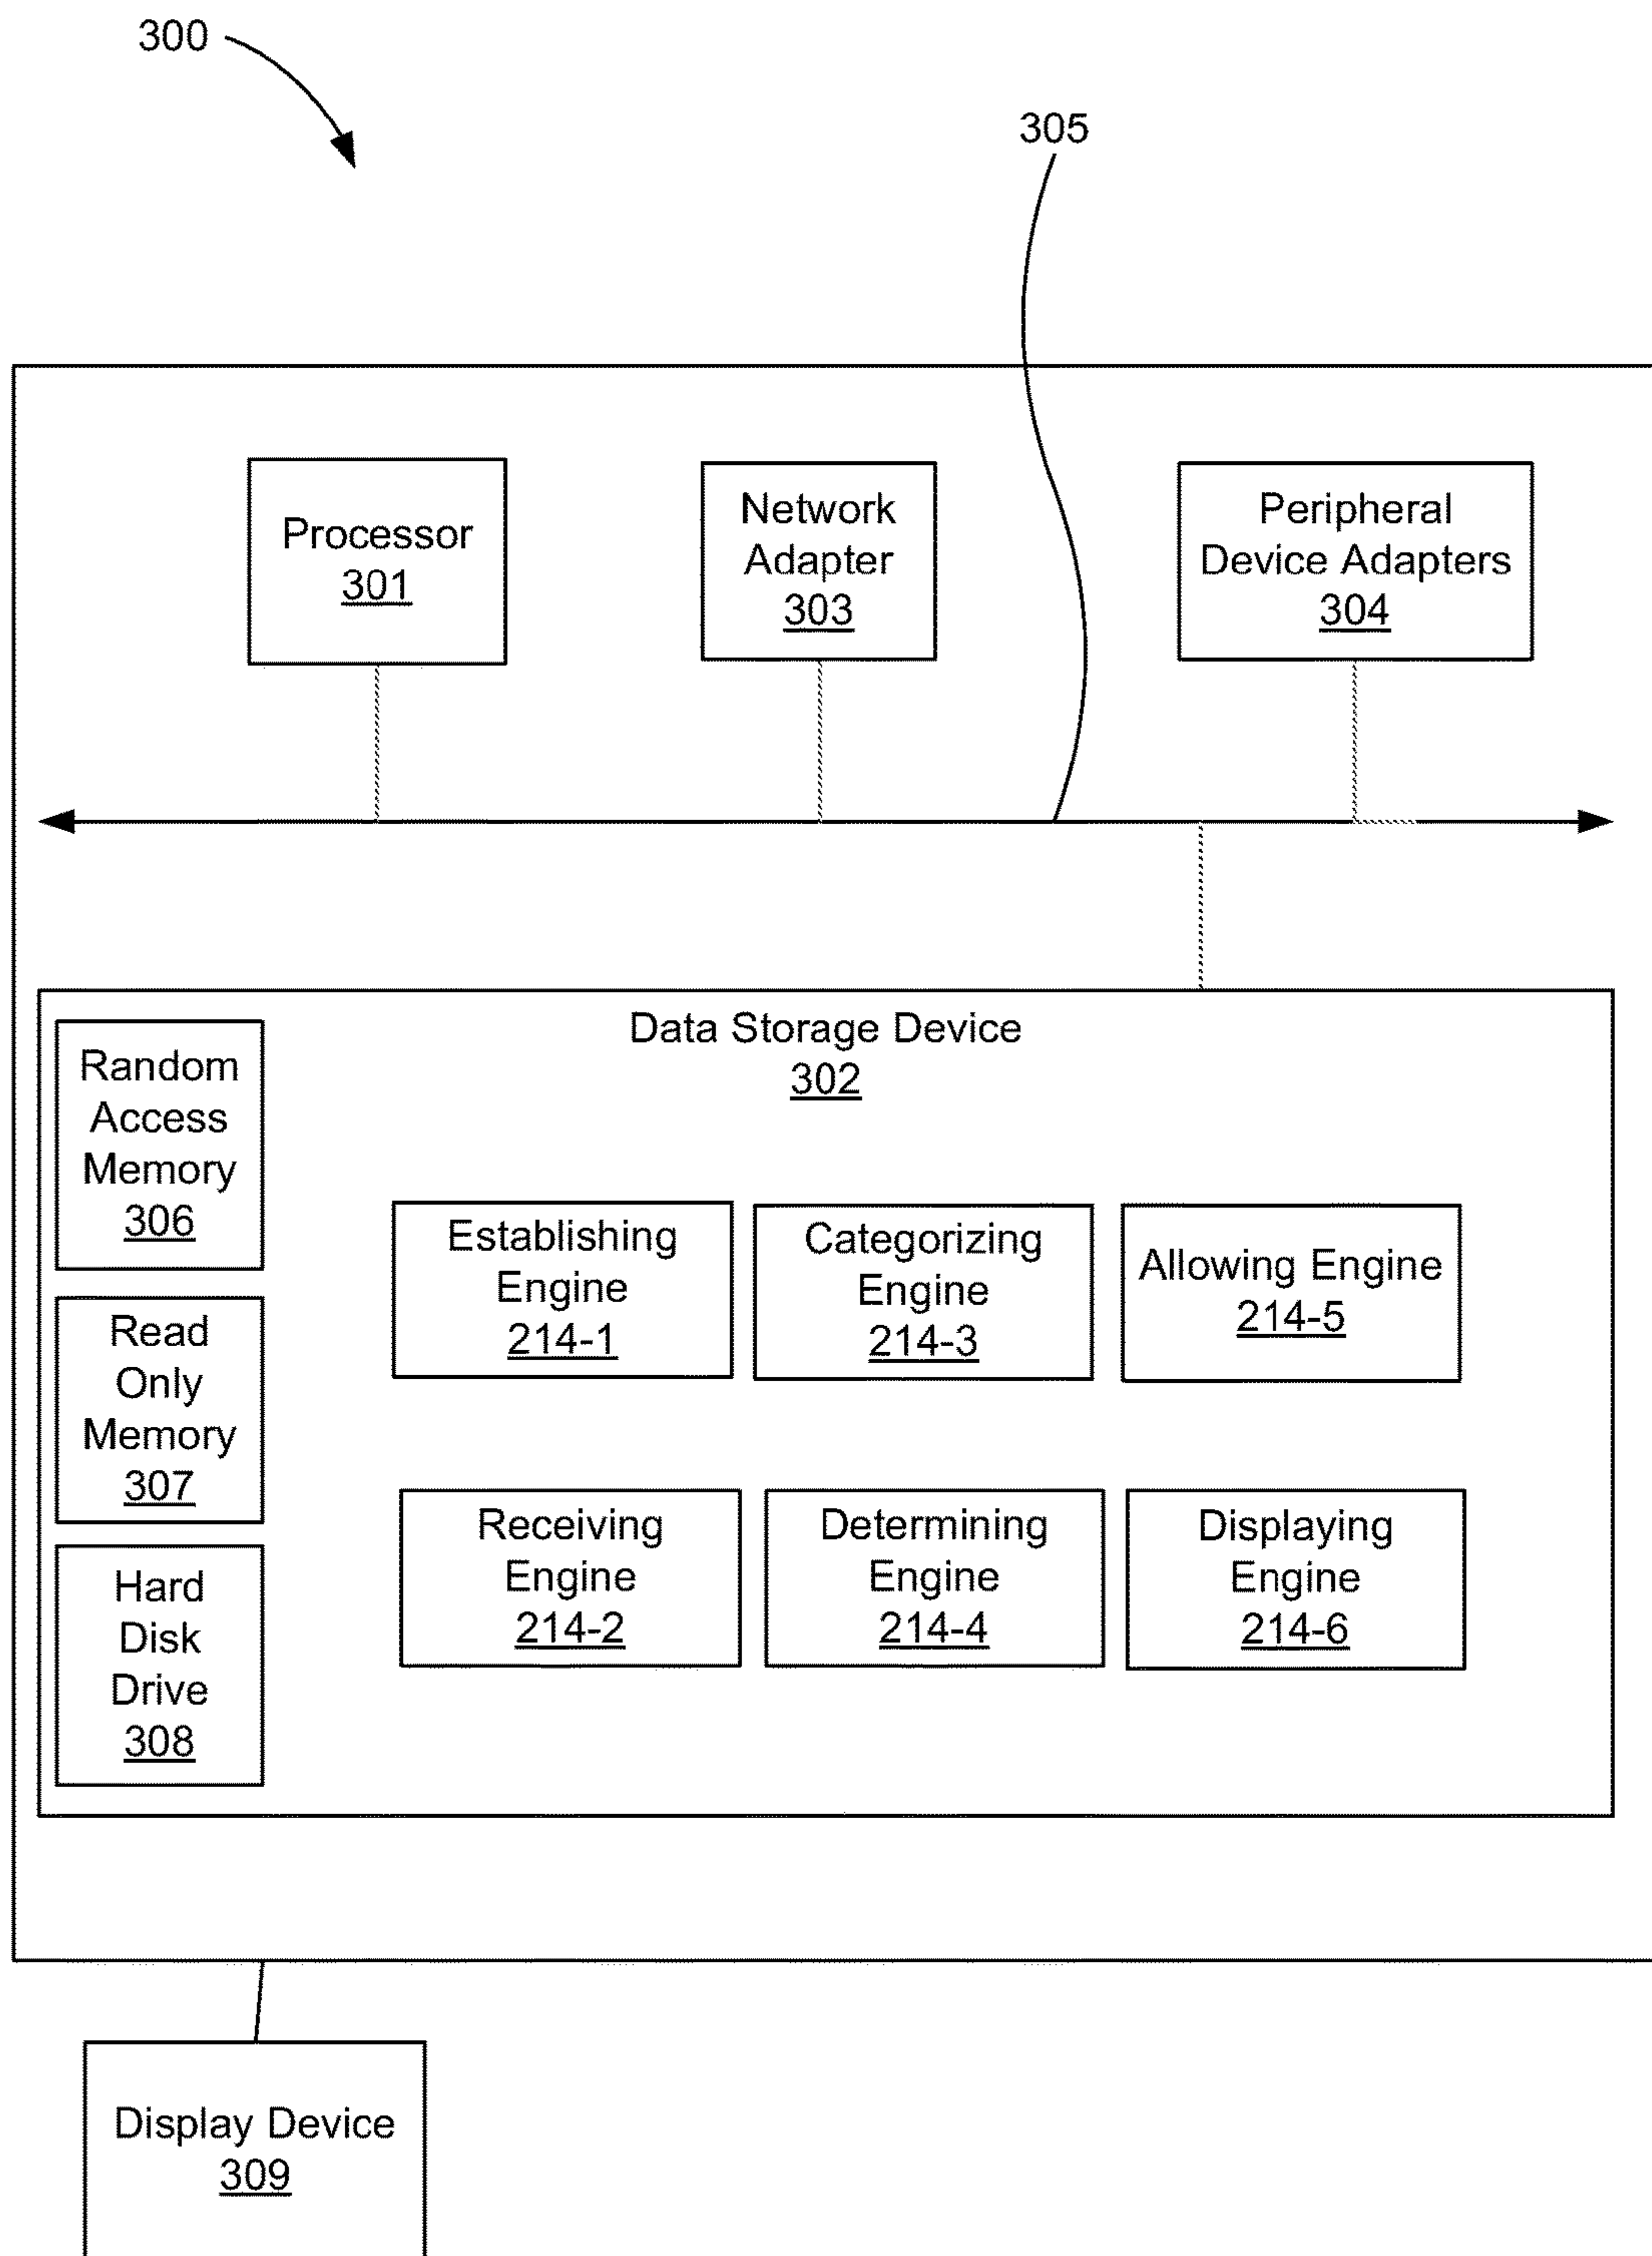 300
305
Processor
301
Network
Adapter
303
Peripheral
Device Adapters
304
Data Storage Device
302
Random
Access
Memory
306
Read
Only
Memory
307
Hard
Disk
Drive
308
Establishing
Engine
214-1
Categorizing
Engine
214-3
Allowing Engine
214-5
Receiving
Engine
214-2
Determining
Engine
214-4
Displaying
Engine
214-6
Display Device
309